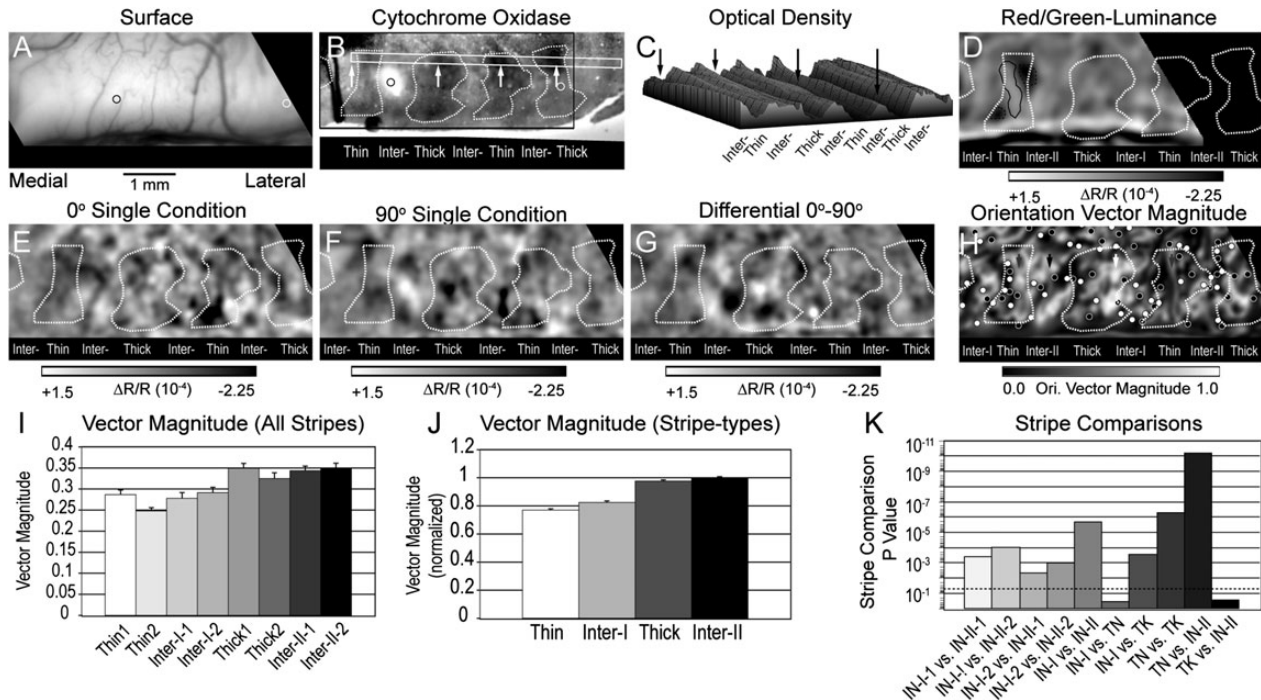 Surface
Cytochrome Oxidase
Optical Density
Red/Green-Luminance
A
B
C
D
Thin Inter- Thick Inter- Thin Inter- Thick
Inter- Thin Inter- Thick Inter- Thin Inter- Thick Inter-
Inter-I Thin Inter-II Thick Inter-I Thin Inter-II Thick
Medial
1 mm
Lateral
+1.5 ΔR/R (10⁻⁴) -2.25
0° Single Condition
90° Single Condition
Differential 0°-90°
Orientation Vector Magnitude
E
F
G
H
Inter- Thin Inter- Thick Inter- Thin Inter- Thick
Inter- Thin Inter- Thick Inter- Thin Inter- Thick
Inter- Thin Inter- Thick Inter- Thin Inter- Thick
Inter-I Thin Inter-II Thick Inter-I Thin Inter-II Thick
+1.5 ΔR/R (10⁻⁴) -2.25
+1.5 ΔR/R (10⁻⁴) -2.25
+1.5 ΔR/R (10⁻⁴) -2.25
0.0 Ori. Vector Magnitude 1.0
I
Vector Magnitude (All Stripes)
Vector Magnitude
0.4
0.35
0.3
0.25
0.2
0.15
0.1
0.05
0
Thin1
Thin2
Inter-I-1
Inter-I-2
Thick1
Thick2
Inter-II-1
Inter-II-2
J
Vector Magnitude (Stripe-types)
Vector Magnitude
(normalized)
1.2
1
0.8
0.6
0.4
0.2
0
Thin Inter-I Thick Inter-II
K
Stripe Comparisons
Stripe Comparison
P Value
10⁻¹¹
10⁻⁹
10⁻⁷
10⁻⁵
10⁻³
10⁻¹
IN-I-1 vs. IN-II-1
IN-I-! vs. IN-II-2
IN-I-2 vs. IN-II-1
IN-I-2 vs. IN-II-2
IN-I vs. IN-II
IN-I vs. TN
IN-I vs. TK
TN vs. TK
TN vs. IN-II
TK vs. IN-II